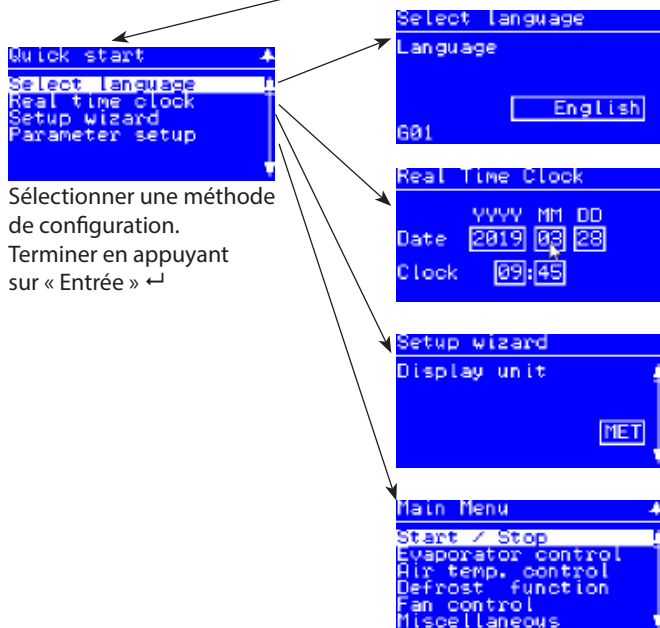 Quick start
Select language
Real time clock
Setup wizard
Parameter setup
Sélectionner une méthode
de configuration.
Terminer en appuyant
sur « Entrée » ↵
Select language
Language
English
G01
Real Time Clock
YYYY MM DD
Date 2019 03 28
Clock 09:45
Setup wizard
Display unit
MET
Main Menu
Start / Stop
Evaporator control
Air temp. control
Defrost function
Fan control
Miscellaneous